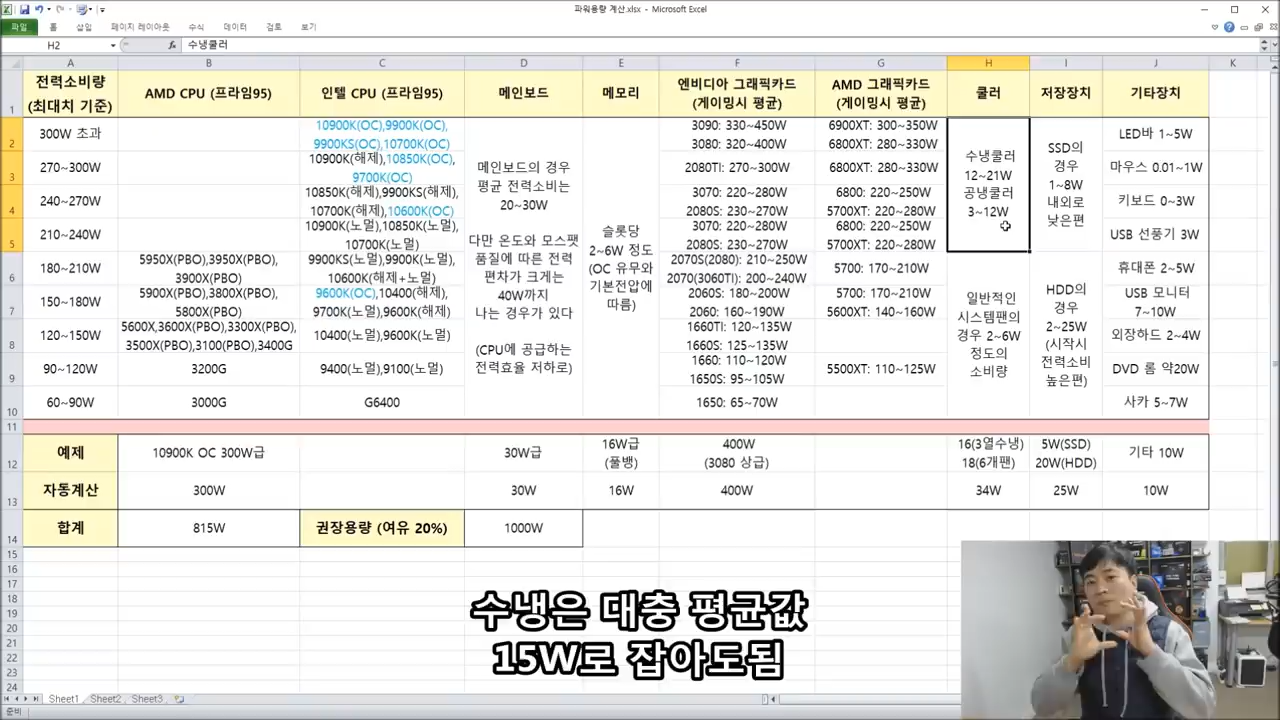 파워용량 계산.xlsx - Microsoft Excel
파일 홈 삽입 페이지 레이아웃 수식 데이터 검토 보기
H2 fx 수냉쿨러
A B C D E F G H I J K L
1
전력소비량
(최대치 기준)
AMD CPU (프라임95)
인텔 CPU (프라임95)
메인보드
메모리
엔비디아 그래픽카드
(게이밍시 평균)
AMD 그래픽카드
(게이밍시 평균)
쿨러
저장장치
기타장치
2
300W 초과
10900K(OC),9900K(OC),
9900KS(OC),10700K(OC)
3090: 330~450W
3080: 320~400W
6900XT: 300~350W
6800XT: 280~330W
LED바 1~5W
3
270~300W
10900K(해제),10850K(OC),
9700K(OC)
2080TI: 270~300W
6800XT: 280~330W
마우스 0.01~1W
4
240~270W
10850K(해제),9900KS(해제),
10700K(해제),10600K(OC)
3070: 220~280W
2080S: 230~270W
6800: 220~250W
5700XT: 220~280W
키보드 0~3W
5
210~240W
10900K(노멀),10850K(노멀),
10700K(노멀)
3070: 220~280W
2080S: 230~270W
6800: 220~250W
5700XT: 220~280W
USB 선풍기 3W
6
180~210W
5950X(PBO),3950X(PBO),
3900X(PBO)
9900KS(노멀),9900K(노멀),
10600K(해제+노멀)
2070S(2080): 210~250W
2070(3060TI): 200~240W
5700: 170~210W
휴대폰 2~5W
7
150~180W
5900X(PBO),3800X(PBO),
5800X(PBO)
9600K(OC),10400(해제),
9700K(노멀),9600K(해제)
2060S: 180~200W
2060: 160~190W
5700: 170~210W
5600XT: 140~160W
USB 모니터
7~10W
8
120~150W
5600X,3600X(PBO),3300X(PBO),
3500X(PBO),3100(PBO),3400G
10400(노멀),9600K(노멀)
1660TI: 120~135W
1660S: 125~135W
외장하드 2~4W
9
90~120W
3200G
9400(노멀),9100(노멀)
1660: 110~120W
1650S: 95~105W
5500XT: 110~125W
DVD 롬 약20W
10
60~90W
3000G
G6400
1650: 65~70W
사카 5~7W
메인보드의 경우
평균 전력소비는
20~30W
다만 온도와 모스팻
품질에 따른 전력
편차가 크게는
40W까지
나는 경우가 있다
(CPU에 공급하는
전력효율 저하로)
슬롯당
2~6W 정도
(OC 유무와
기본전압에
따름)
수냉쿨러
12~21W
공냉쿨러
3~12W
일반적인
시스템팬의
경우 2~6W
정도의
소비량
SSD의
경우
1~8W
내외로
낮은편
HDD의
경우
2~25W
(시작시
전력소비
높은편)
11
12
예제
10900K OC 300W급
30W급
16W급
(풀뱅)
400W
(3080 상급)
16(3열수냉)
18(6개팬)
5W(SSD)
20W(HDD)
기타 10W
13
자동계산
300W
30W
16W
400W
34W
25W
10W
14
합계
815W
권장용량 (여유 20%)
1000W
15
16
17
18
19
20
21
22
23
24
수냉은 대충 평균값
15W로 잡아도됨
Sheet1 Sheet2 Sheet3
준비